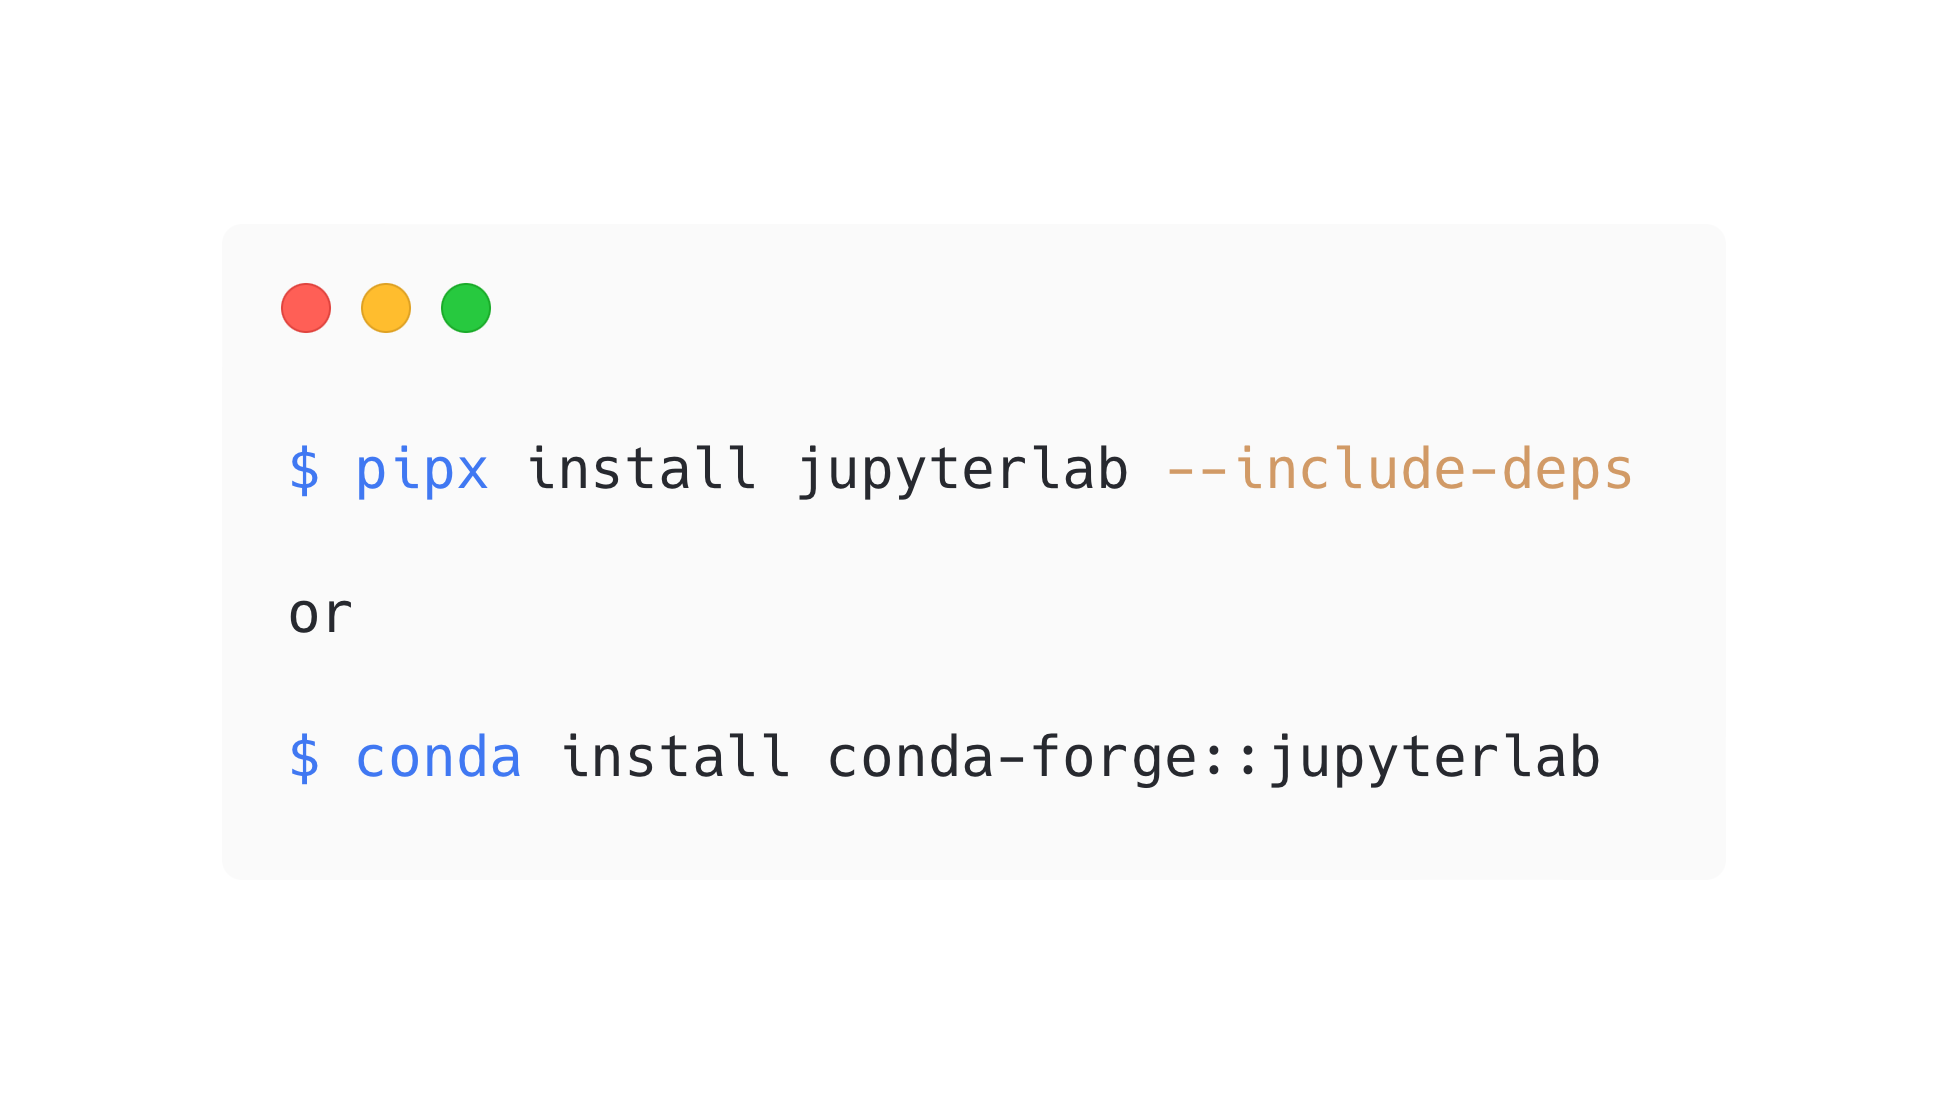 $ pipx install jupyterlab --include-deps
or
$ conda install conda-forge::jupyterlab